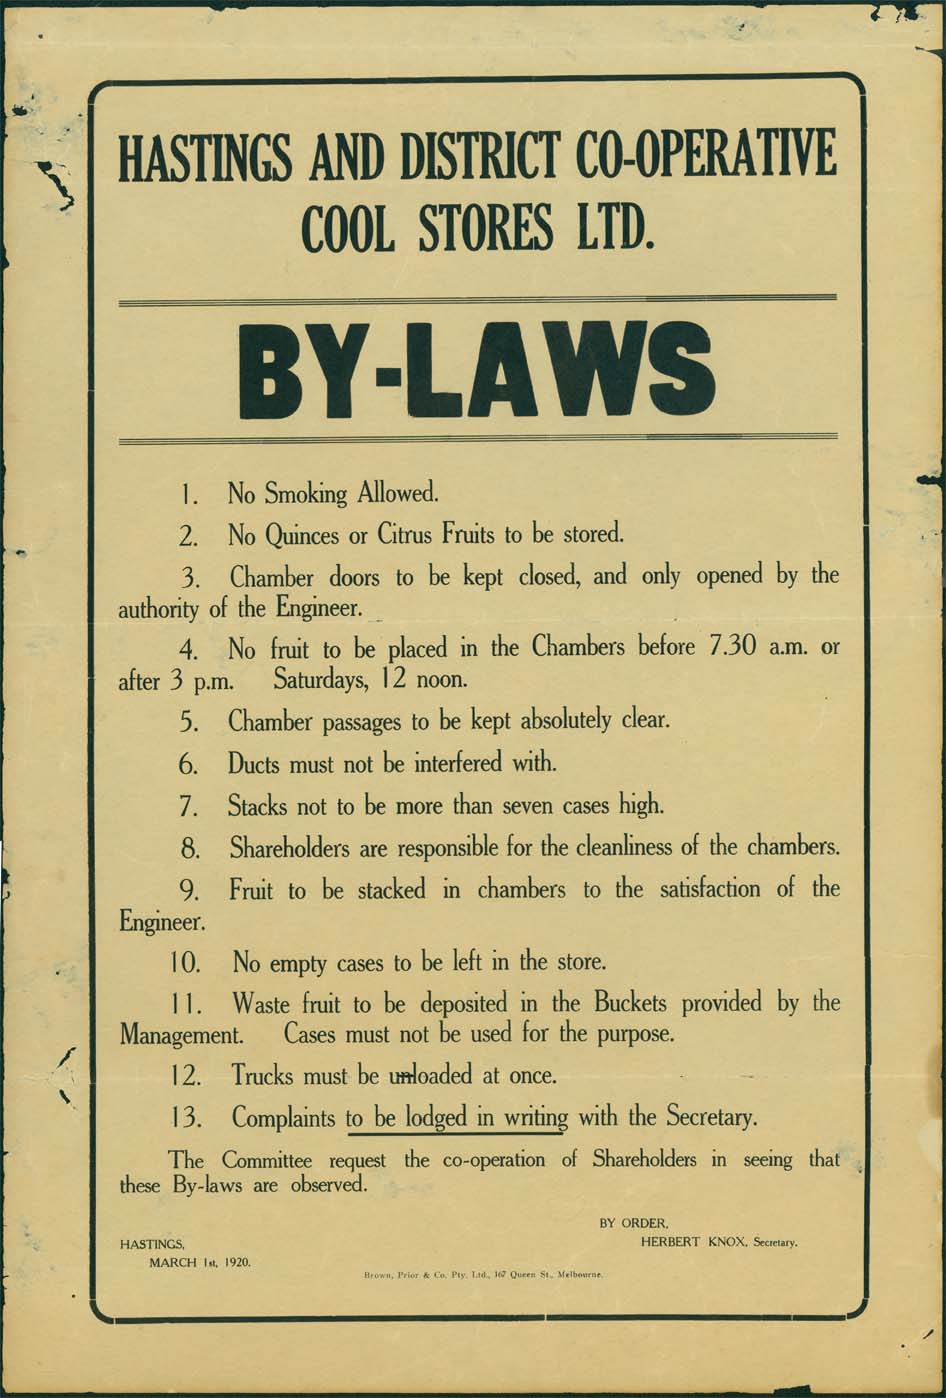 HASTINGS AND DISTRICT CO-OPERATIVE
COOL STORES LTD.
BY-LAWS
1. No Smoking Allowed.
2. No Quinces or Citrus Fruits to be stored.
3. Chamber doors to be kept closed, and only opened by the
authority of the Engineer.
4. No fruit to be placed in the Chambers before 7.30 a.m. or
after 3 p.m. Saturdays, 12 noon.
5. Chamber passages to be kept absolutely clear.
6. Ducts must not be interfered with.
7. Stacks not to be more than seven cases high.
8. Shareholders are responsible for the cleanliness of the chambers.
9. Fruit to be stacked in chambers to the satisfaction of the
Engineer.
10. No empty cases to be left in the store.
11. Waste fruit to be deposited in the Buckets provided by the
Management. Cases must not be used for the purpose.
12. Trucks must be unloaded at once.
13. Complaints to be lodged in writing with the Secretary.
The Committee request the co-operation of Shareholders in seeing that
these By-laws are observed.
BY ORDER,
HERBERT KNOX, Secretary.
HASTINGS,
MARCH 1st, 1920.
Brown, Prior & Co. Pty. Ltd., 167 Queen St., Melbourne.